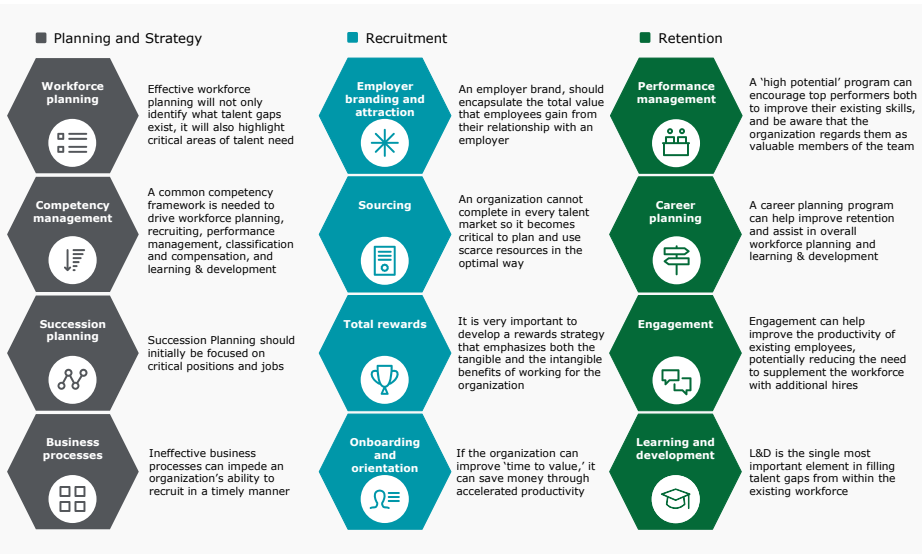 Planning and Strategy
Workforce
planning
Effective workforce
planning will not only
identify what talent gaps
exist, it will also highlight
critical areas of talent need
Competency
management
A common competency
framework is needed to
drive workforce planning,
recruiting, performance
management, classification
and compensation, and
learning & development
Succession
planning
Succession Planning should
initially be focused on
critical positions and jobs
Business
processes
Ineffective business
processes can impede an
organization's ability to
recruit in a timely manner
Recruitment
Employer
branding and
attraction
An employer brand, should
encapsulate the total value
that employees gain from
their relationship with an
employer
Sourcing
An organization cannot
complete in every talent
market so it becomes
critical to plan and use
scarce resources in the
optimal way
Total rewards
It is very important to
develop a rewards strategy
that emphasizes both the
tangible and the intangible
benefits of working for the
organization
Onboarding
and
orientation
If the organization can
improve 'time to value,' it
can save money through
accelerated productivity
Retention
Performance
management
A 'high potential' program can
encourage top performers both
to improve their existing skills,
and be aware that the
organization regards them as
valuable members of the team
Career
planning
A career planning program
can help improve retention
and assist in overall
workforce planning and
learning & development
Engagement
Engagement can help
improve the productivity of
existing employees,
potentially reducing the need
to supplement the workforce
with additional hires
Learning and
development
L&D is the single most
important element in filling
talent gaps from within the
existing workforce